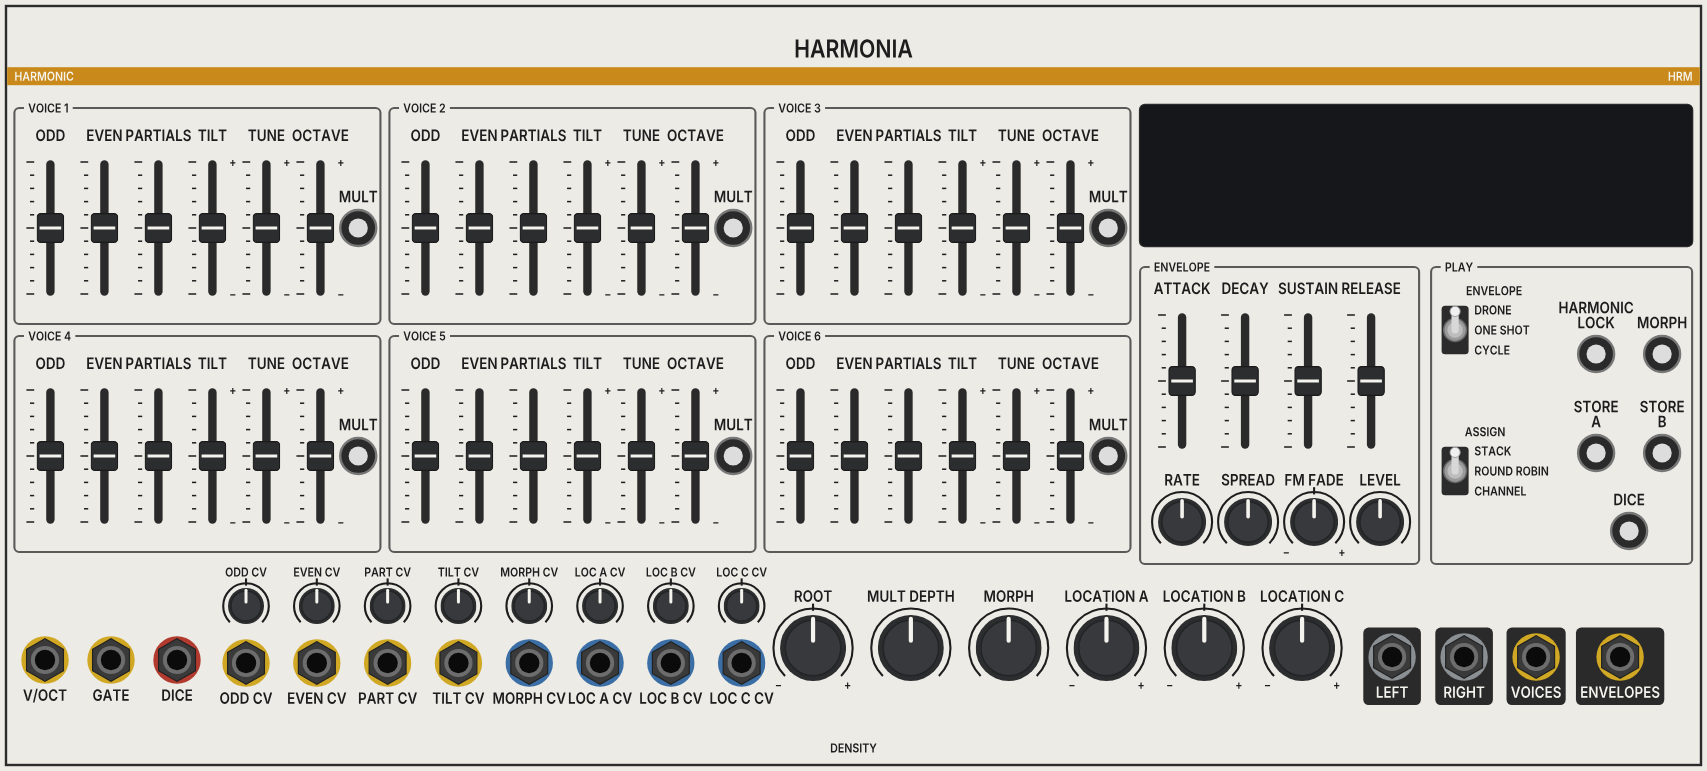 HARMONIA
HARMONIC HRM
VOICE 1
ODD EVEN PARTIALS TILT TUNE OCTAVE
MULT
VOICE 2
ODD EVEN PARTIALS TILT TUNE OCTAVE
MULT
VOICE 3
ODD EVEN PARTIALS TILT TUNE OCTAVE
MULT
VOICE 4
ODD EVEN PARTIALS TILT TUNE OCTAVE
MULT
VOICE 5
ODD EVEN PARTIALS TILT TUNE OCTAVE
MULT
VOICE 6
ODD EVEN PARTIALS TILT TUNE OCTAVE
MULT
ENVELOPE
ATTACK DECAY SUSTAIN RELEASE
RATE SPREAD FM FADE LEVEL
PLAY
ENVELOPE
DRONE
ONE SHOT
CYCLE
HARMONIC
LOCK
MORPH
ASSIGN
STACK
ROUND ROBIN
CHANNEL
STORE
A
STORE
B
DICE
ODD CV EVEN CV PART CV TILT CV MORPH CV LOC A CV LOC B CV LOC C CV
V/OCT GATE DICE ODD CV EVEN CV PART CV TILT CV MORPH CV LOC A CV LOC B CV LOC C CV
ROOT MULT DEPTH MORPH LOCATION A LOCATION B LOCATION C
LEFT RIGHT VOICES ENVELOPES
DENSITY